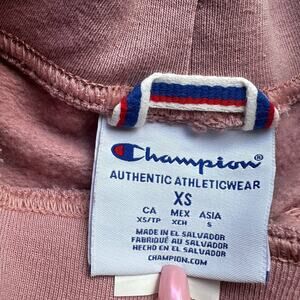 Champion®
AUTHENTIC ATHLETICWEAR
XS
CA MEX ASIA
XS/TP XCH S
MADE IN EL SALVADOR
FABRIQUÉ AU SALVADOR
HECHO EN EL SALVADOR
CHAMPION.COM